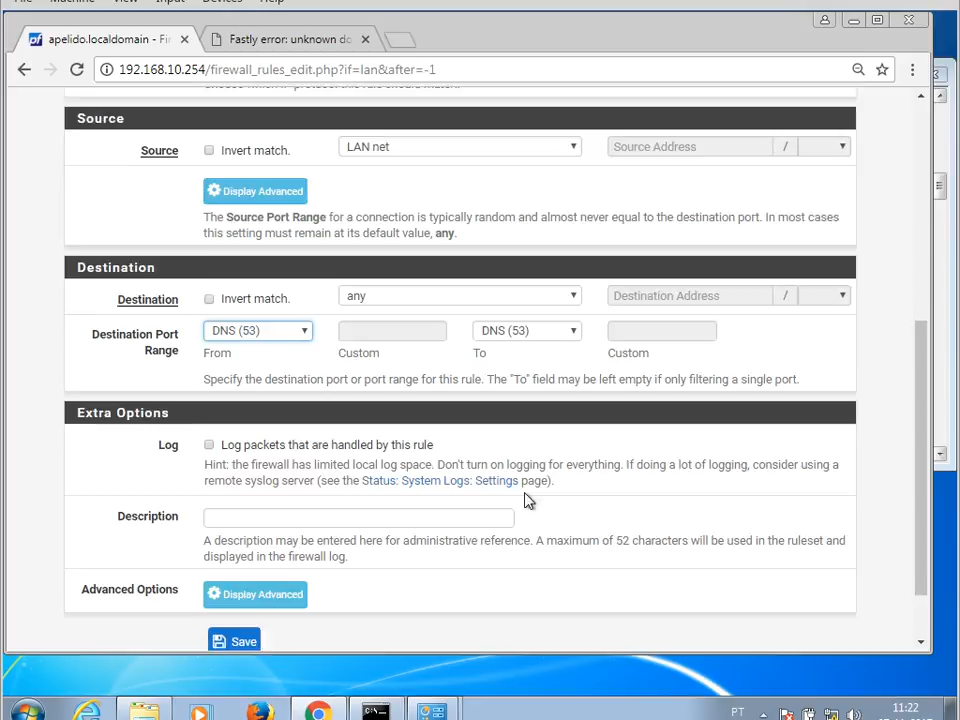 File Machine View Input Devices Help
apelido.localdomain - Fi
Fastly error: unknown do
192.168.10.254/firewall_rules_edit.php?if=lan&after=-1
Source
Source Invert match. LAN net Source Address /
Display Advanced
The Source Port Range for a connection is typically random and almost never equal to the destination port. In most cases
this setting must remain at its default value, any.
Destination
Destination Invert match. any Destination Address /
Destination Port Range DNS (53) DNS (53)
From Custom To Custom
Specify the destination port or port range for this rule. The "To" field may be left empty if only filtering a single port.
Extra Options
Log Log packets that are handled by this rule
Hint: the firewall has limited local log space. Don't turn on logging for everything. If doing a lot of logging, consider using a
remote syslog server (see the Status: System Logs: Settings page).
Description
A description may be entered here for administrative reference. A maximum of 52 characters will be used in the ruleset and
displayed in the firewall log.
Advanced Options Display Advanced
Save
PT
11:22